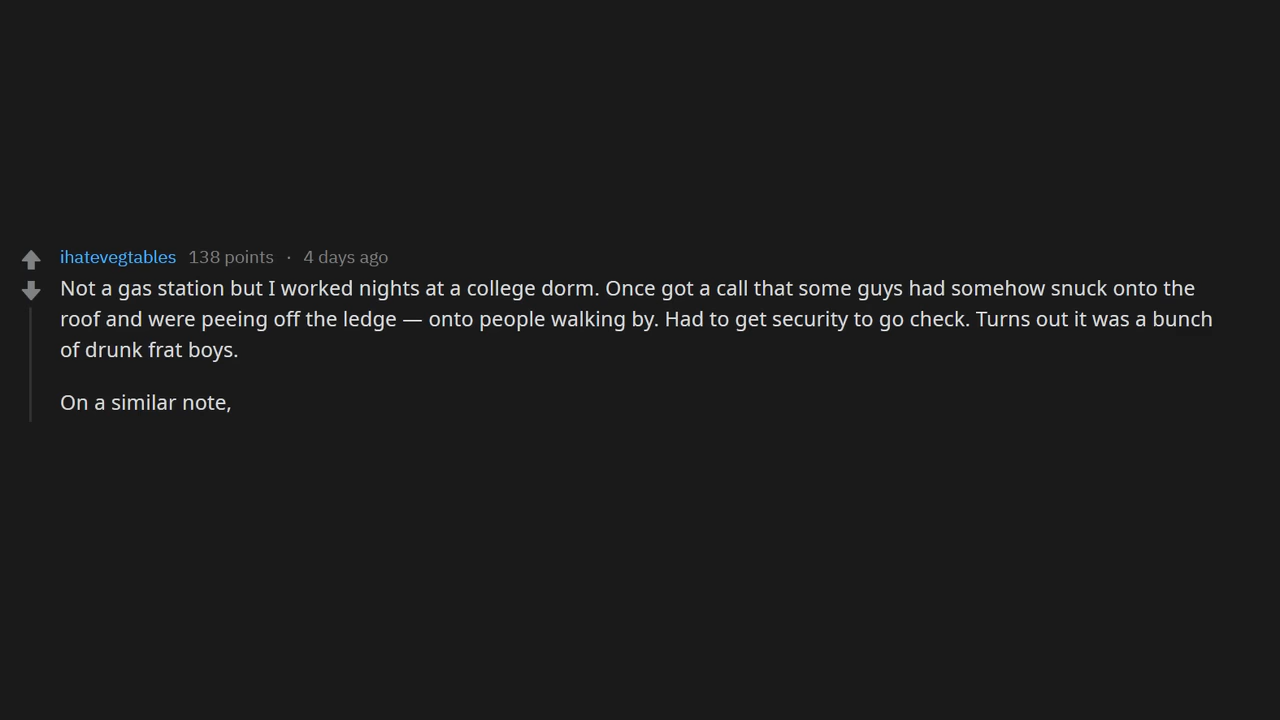 ihatevegtables 138 points · 4 days ago
Not a gas station but I worked nights at a college dorm. Once got a call that some guys had somehow snuck onto the
roof and were peeing off the ledge — onto people walking by. Had to get security to go check. Turns out it was a bunch
of drunk frat boys.
On a similar note,